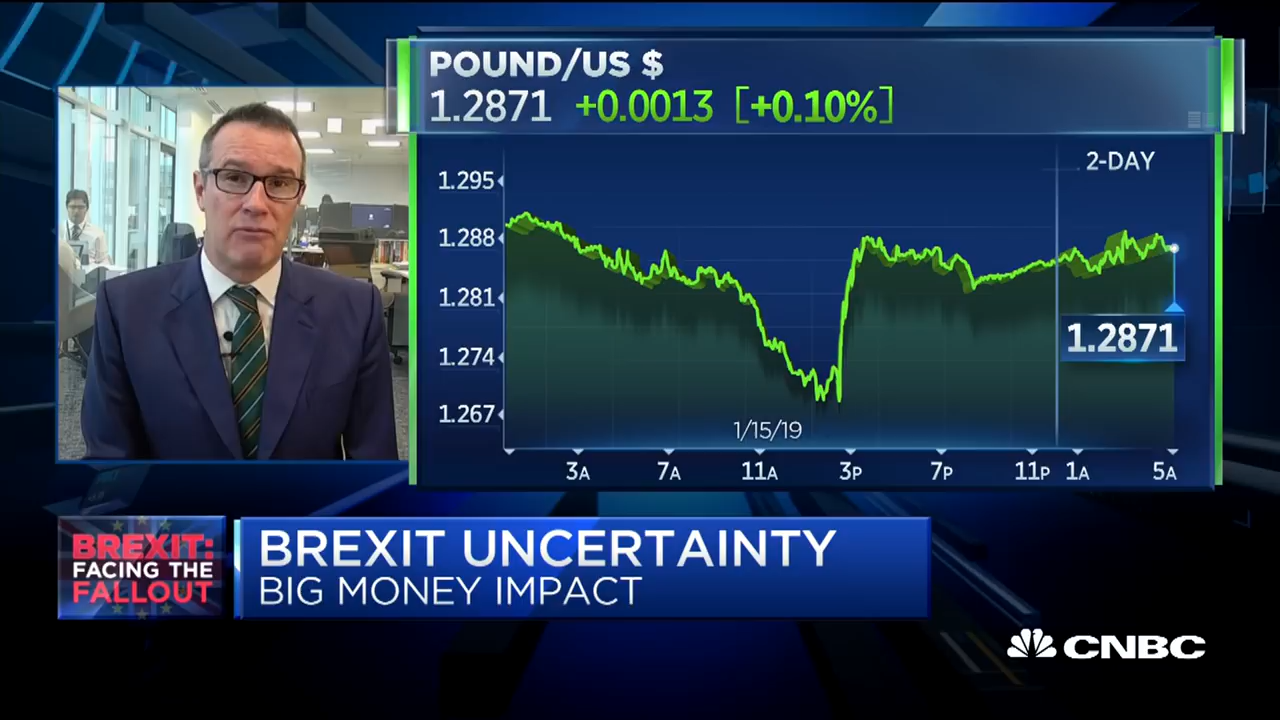 POUND/US $
1.2871 +0.0013 [+0.10%]
2-DAY
1.295
1.288
1.281
1.274
1.267
1.2871
1/15/19
3A 7A 11A 3P 7P 11P 1A 5A
BREXIT:
FACING THE
FALLOUT
BREXIT UNCERTAINTY
BIG MONEY IMPACT
CNBC